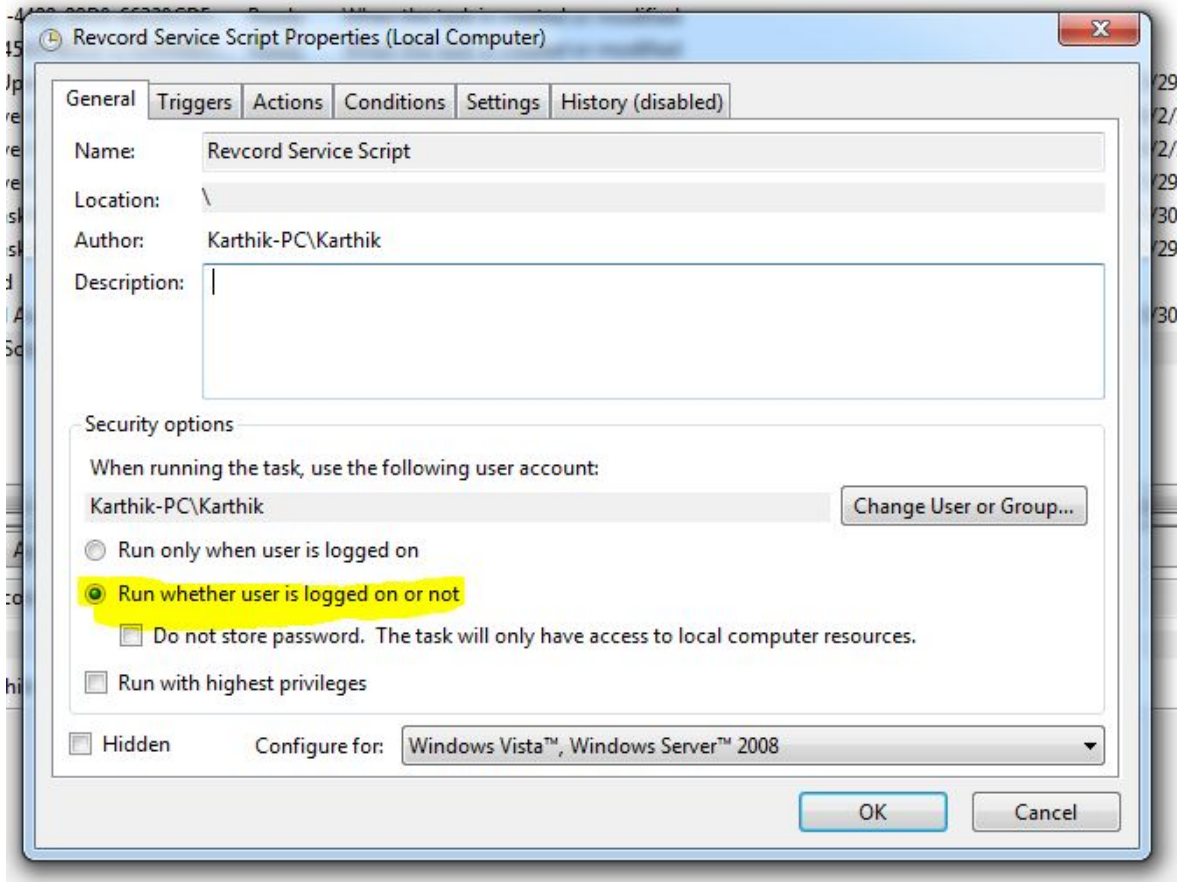 Revcord Service Script Properties (Local Computer)
General Triggers Actions Conditions Settings History (disabled)
Name: Revcord Service Script
Location: \
Author: Karthik-PC\Karthik
Description:
Security options
When running the task, use the following user account:
Karthik-PC\Karthik Change User or Group...
Run only when user is logged on
Run whether user is logged on or not
Do not store password. The task will only have access to local computer resources.
Run with highest privileges
Hidden Configure for: Windows Vista™, Windows Server™ 2008
OK Cancel